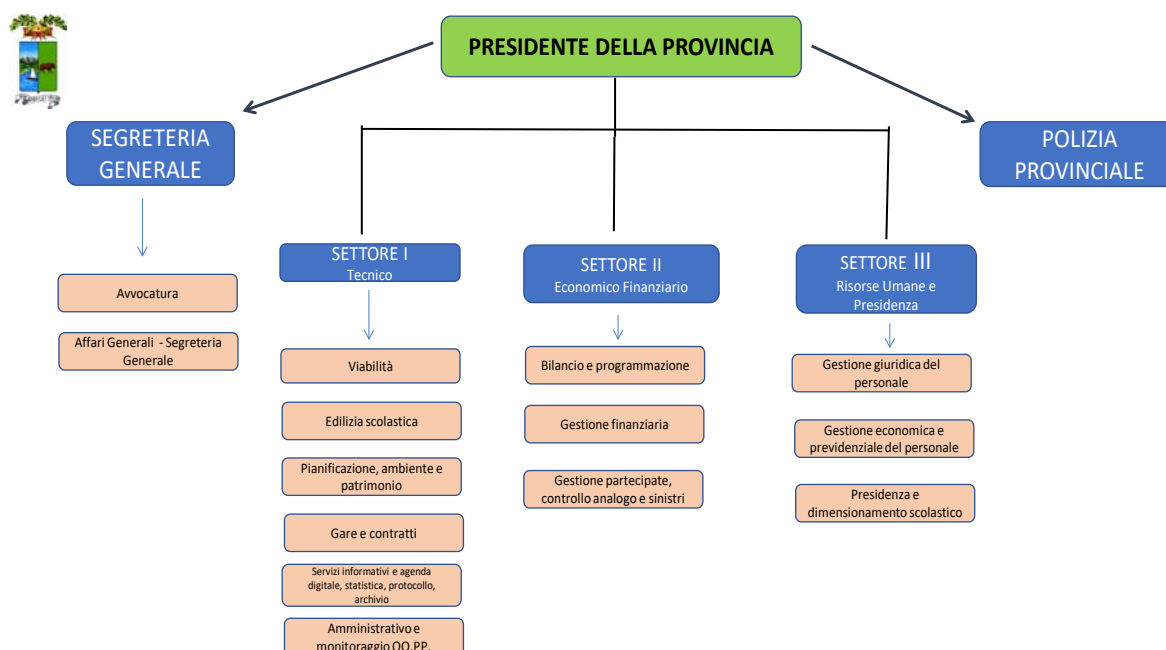 PRESIDENTE DELLA PROVINCIA
SEGRETERIA
GENERALE
POLIZIA
PROVINCIALE
Avvocatura
Affari Generali - Segreteria
Generale
SETTORE I
Tecnico
Viabilità
Edilizia scolastica
Pianificazione, ambiente e
patrimonio
Gare e contratti
Servizi informativi e agenda
digitale, statistica, protocollo,
archivio
Amministrativo e
monitoraggio OO.PP.
SETTORE II
Economico Finanziario
Bilancio e programmazione
Gestione finanziaria
Gestione partecipate,
controllo analogo e sinistri
SETTORE III
Risorse Umane e
Presidenza
Gestione giuridica del
personale
Gestione economica e
previdenziale del personale
Presidenza e
dimensionamento scolastico